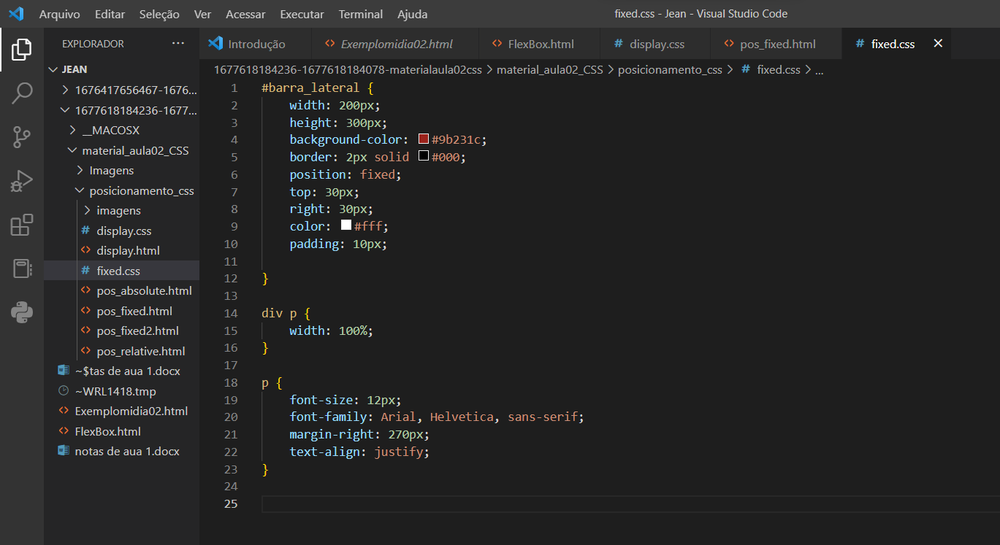 Arquivo Editar Seleção Ver Acessar Executar Terminal Ajuda fixed.css - Jean - Visual Studio Code
EXPLORADOR ···
JEAN
1676417656467-1676...
1677618184236-1677...
__MACOSX
material_aula02_CSS
Imagens
posicionamento_css
imagens
# display.css
<> display.html
# fixed.css
<> pos_absolute.html
<> pos_fixed.html
<> pos_fixed2.html
<> pos_relative.html
~$tas de aua 1.docx
~WRL1418.tmp
<> Exemplomidia02.html
<> FlexBox.html
notas de aua 1.docx
Introdução <> Exemplomidia02.html <> FlexBox.html # display.css <> pos_fixed.html # fixed.css
1677618184236-1677618184078-materialaula02css > material_aula02_CSS > posicionamento_css > # fixed.css > ...
1 #barra_lateral {
2 width: 200px;
3 height: 300px;
4 background-color: #9b231c;
5 border: 2px solid #000;
6 position: fixed;
7 top: 30px;
8 right: 30px;
9 color: #fff;
10 padding: 10px;
11
12 }
13
14 div p {
15 width: 100%;
16 }
17
18 p {
19 font-size: 12px;
20 font-family: Arial, Helvetica, sans-serif;
21 margin-right: 270px;
22 text-align: justify;
23 }
24
25